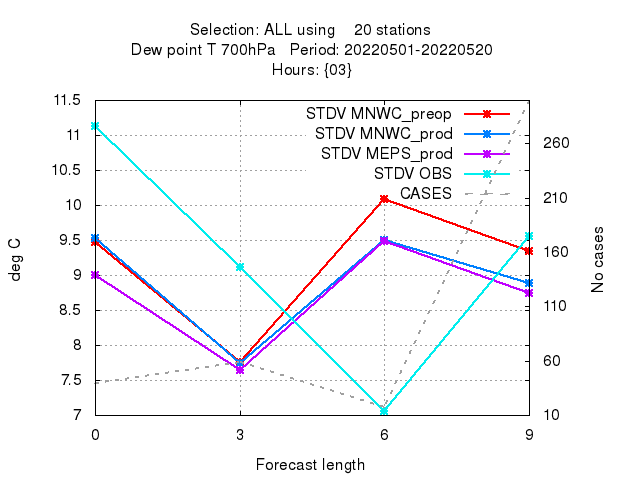 Selection: ALL using    20 stations
Dew point T 700hPa   Period: 20220501-20220520
Hours: {03}
STDV MNWC_preop
STDV MNWC_prod
STDV MEPS_prod
STDV OBS
CASES
11.5
11
10.5
10
9.5
9
8.5
8
7.5
7
deg C
260
210
160
110
60
10
No cases
0 3 6 9
Forecast length